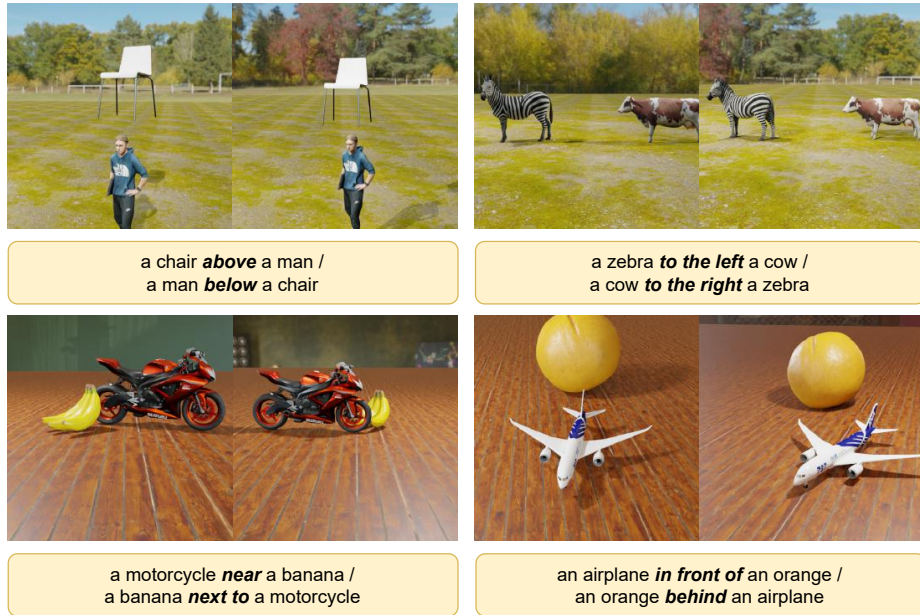 a chair above a man /
a man below a chair
a zebra to the left a cow /
a cow to the right a zebra
a motorcycle near a banana /
a banana next to a motorcycle
an airplane in front of an orange /
an orange behind an airplane